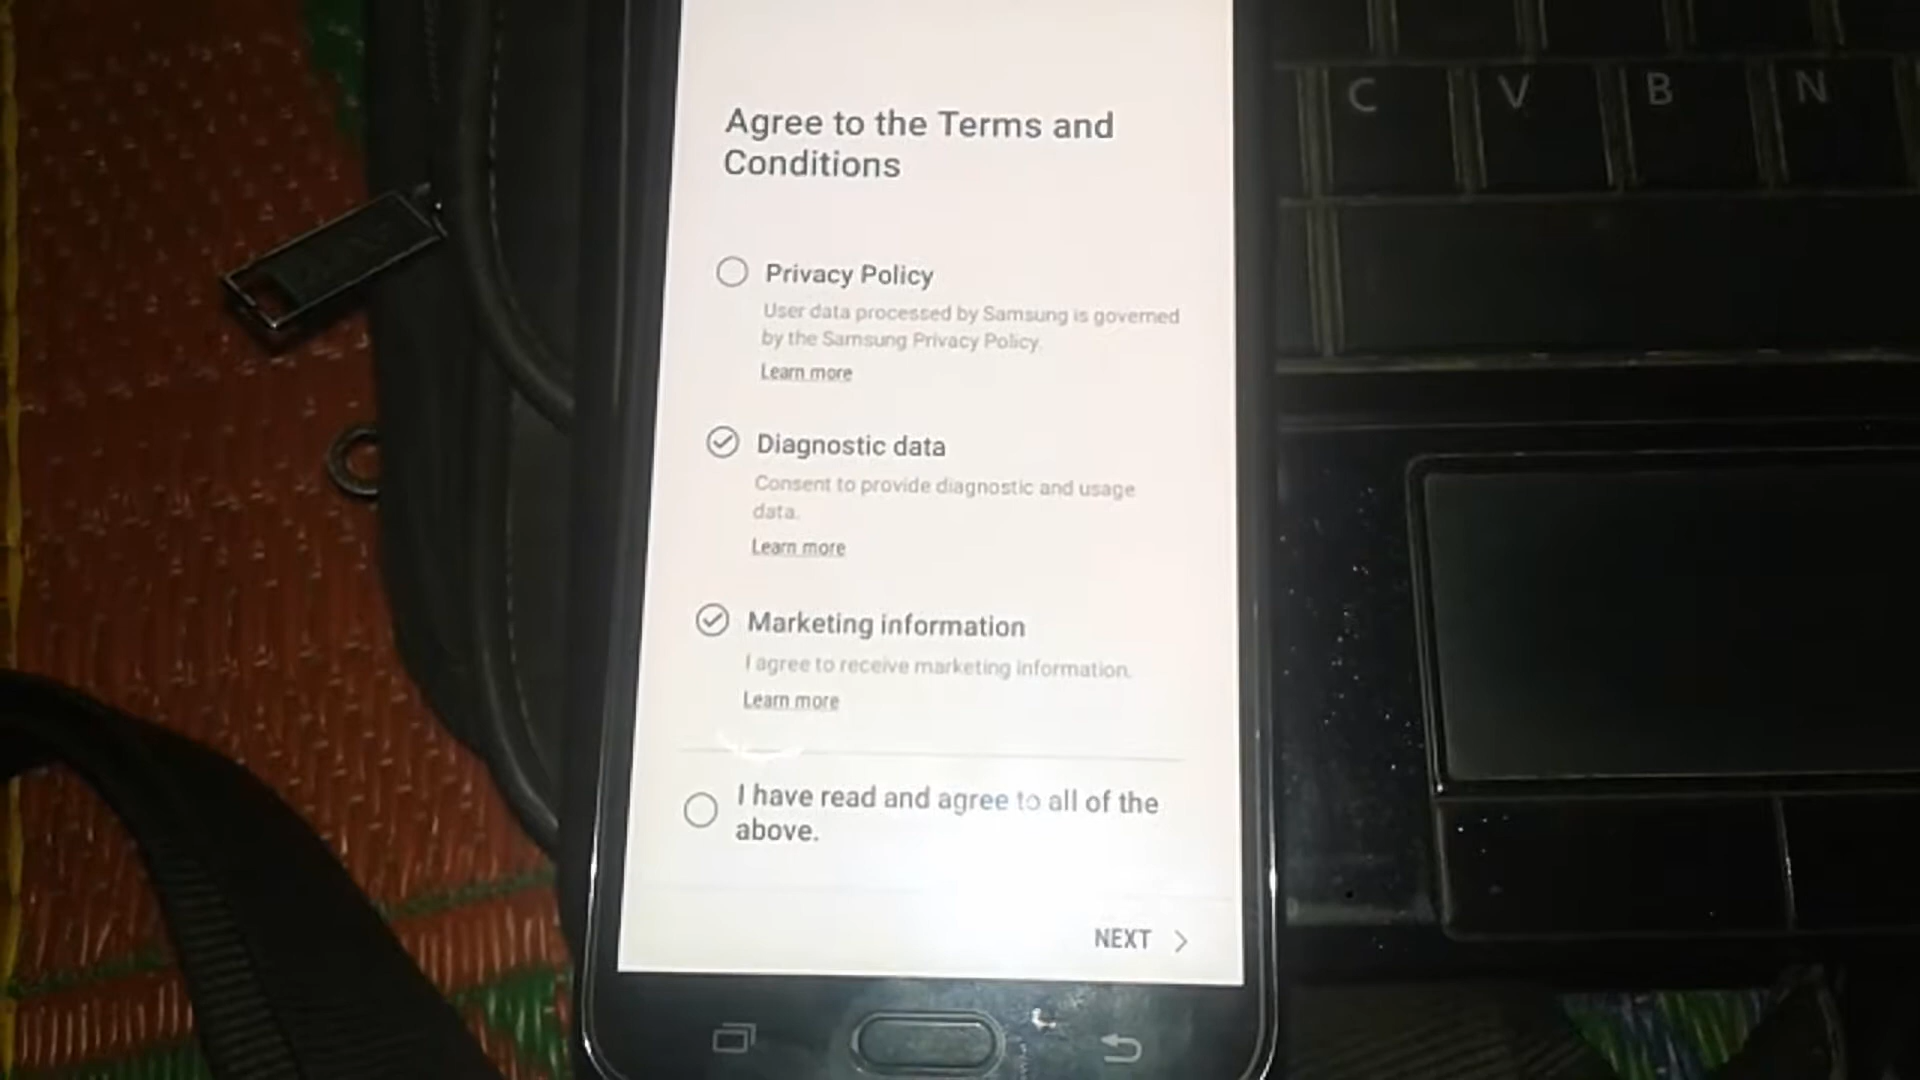 Agree to the Terms and
Conditions
Privacy Policy
User data processed by Samsung is governed
by the Samsung Privacy Policy.
Learn more
Diagnostic data
Consent to provide diagnostic and usage
data.
Learn more
Marketing information
I agree to receive marketing information.
Learn more
I have read and agree to all of the
above.
NEXT
C V B N